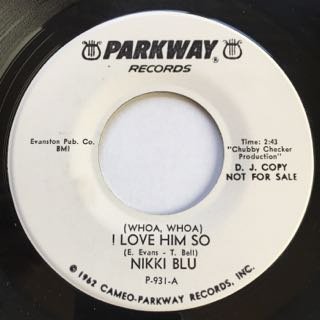 PARKWAY®
RECORDS
Evanston Pub. Co.
BMI
Time: 2:43
"Chubby Checker
Production"
D. J. COPY
NOT FOR SALE
(WHOA, WHOA)
I LOVE HIM SO
(E. Evans - T. Bell)
NIKKI BLU
P-931-A
© 1962 CAMEO-PARKWAY RECORDS, INC.